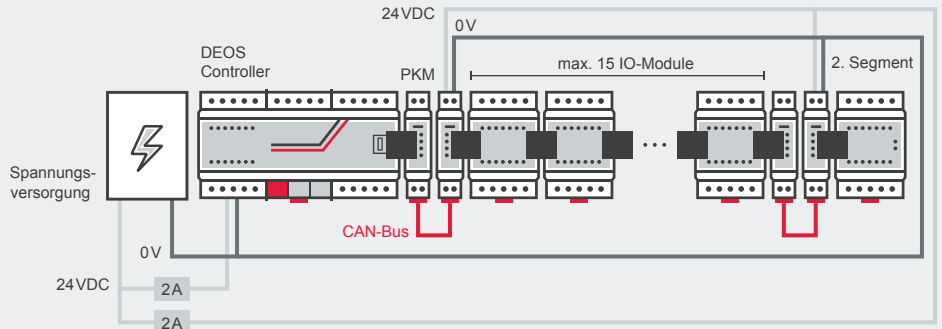 24VDC
0V
DEOS
Controller
PKM
max. 15 IO-Module
2. Segment
Spannungs-
versorgung
CAN-Bus
0V
24VDC
2A
2A